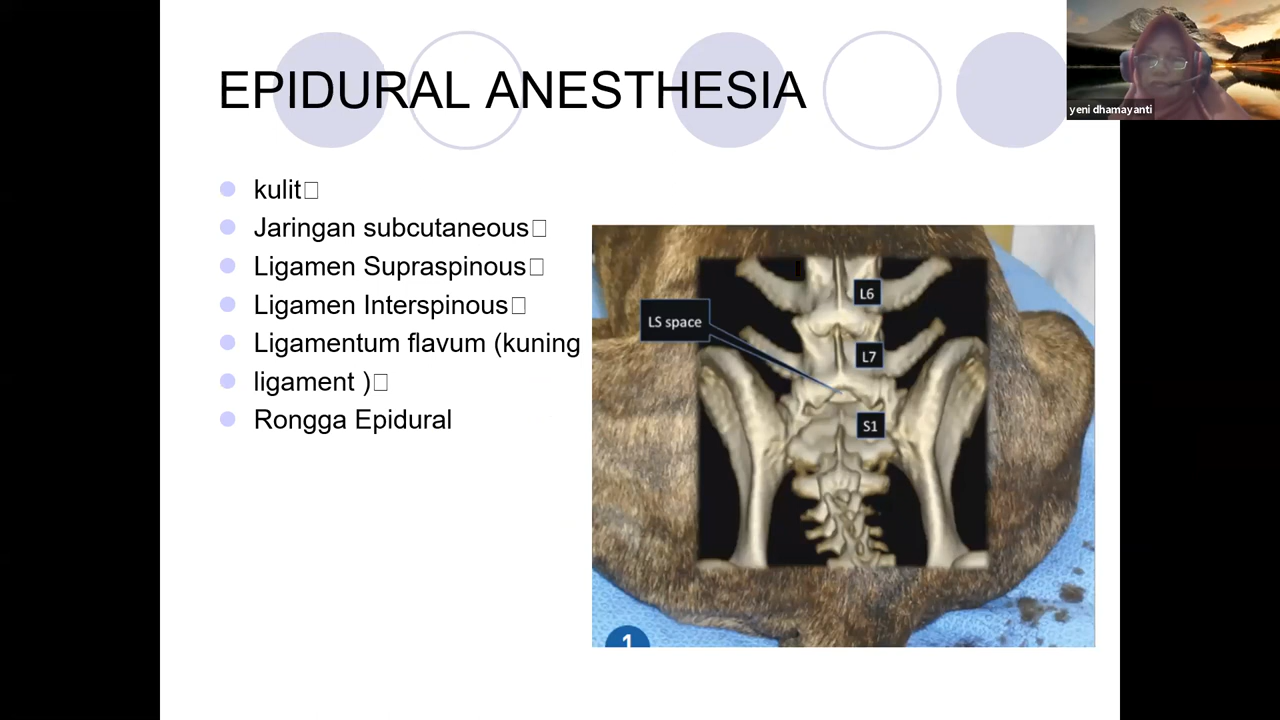 EPIDURAL ANESTHESIA
yeni dhamayanti
kulit□
Jaringan subcutaneous□
Ligamen Supraspinous□
Ligamen Interspinous□
Ligamentum flavum (kuning
ligament )□
Rongga Epidural
L6
LS space
L7
S1
1